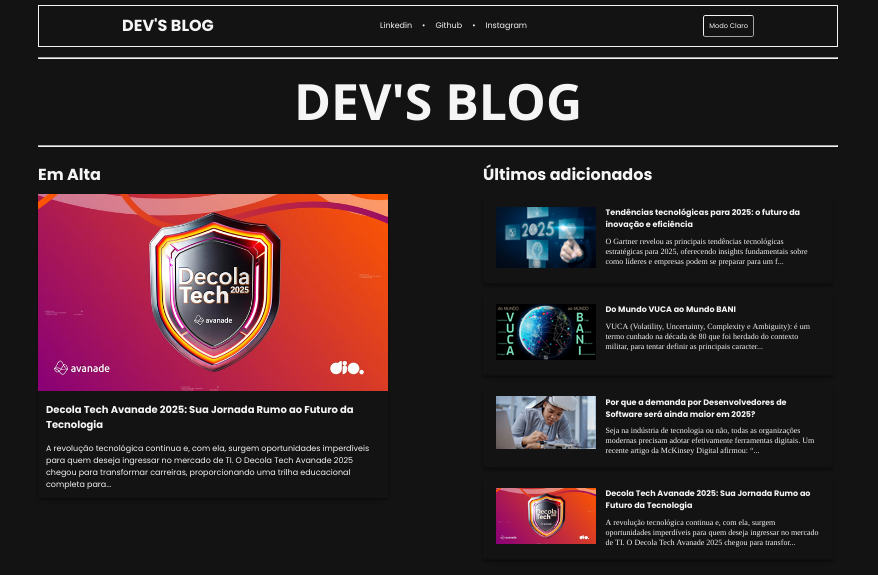 DEV'S BLOG
Linkedin • Github • Instagram
Modo Claro
DEV'S BLOG
Em Alta
Decola
Tech 2025
avanade
avanade
dio.
Decola Tech Avanade 2025: Sua Jornada Rumo ao Futuro da
Tecnologia
A revolução tecnológica continua e, com ela, surgem oportunidades imperdíveis
para quem deseja ingressar no mercado de TI. O Decola Tech Avanade 2025
chegou para transformar carreiras, proporcionando uma trilha educacional
completa para...
Últimos adicionados
2025
Tendências tecnológicas para 2025: o futuro da
inovação e eficiência
O Gartner revelou as principais tendências tecnológicas
estratégicas para 2025, oferecendo insights fundamentais sobre
como líderes e empresas podem se preparar para um f...
do MUNDO
VUCA
ao MUNDO
BANI
Do Mundo VUCA ao Mundo BANI
VUCA (Volatility, Uncertainty, Complexity e Ambiguity): é um
termo cunhado na década de 80 que foi herdado do contexto
militar, para tentar definir as principais caracter...
Por que a demanda por Desenvolvedores de
Software será ainda maior em 2025?
Seja na indústria de tecnologia ou não, todas as organizações
modernas precisam adotar efetivamente ferramentas digitais. Um
recente artigo da McKinsey Digital afirmou: “...
Decola
Tech
dio.
Decola Tech Avanade 2025: Sua Jornada Rumo ao
Futuro da Tecnologia
A revolução tecnológica continua e, com ela, surgem
oportunidades imperdíveis para quem deseja ingressar no mercado
de TI. O Decola Tech Avanade 2025 chegou para transfor...